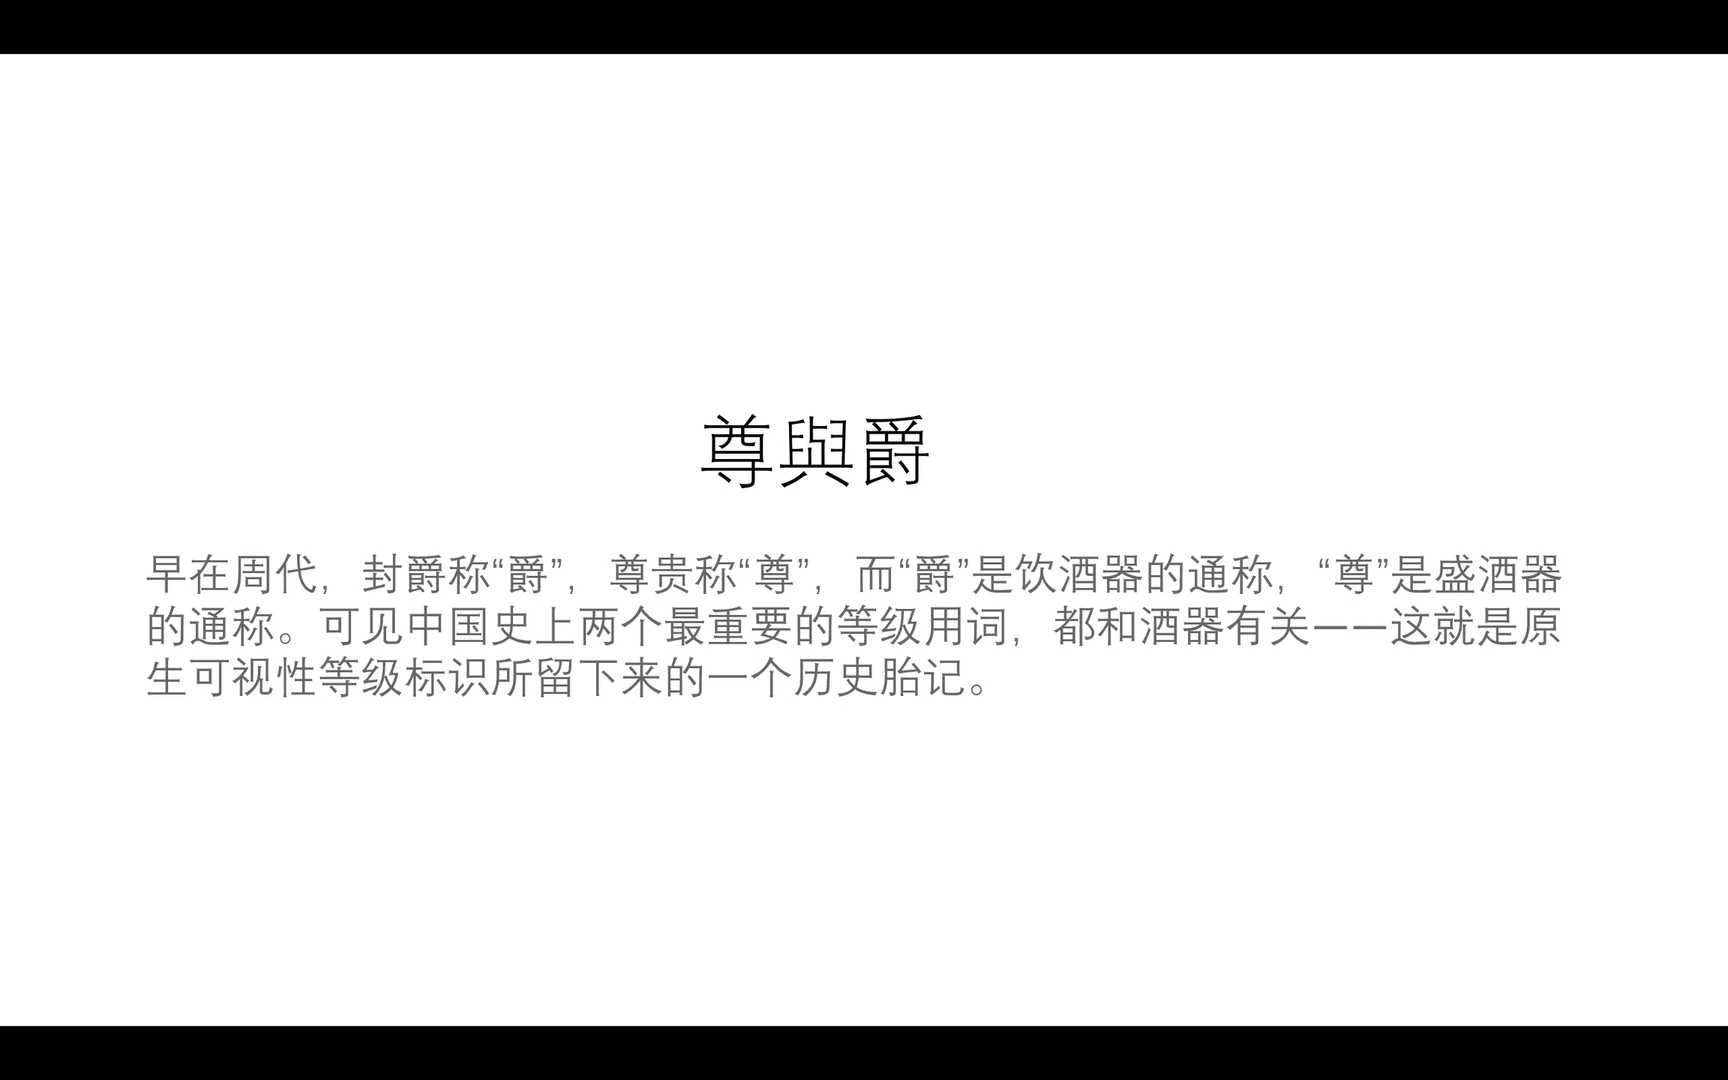 尊與爵
早在周代，封爵称“爵”，尊贵称“尊”，而“爵”是饮酒器的通称，“尊”是盛酒器
的通称。可见中国史上两个最重要的等级用词，都和酒器有关——这就是原
生可视性等级标识所留下来的一个历史胎记。